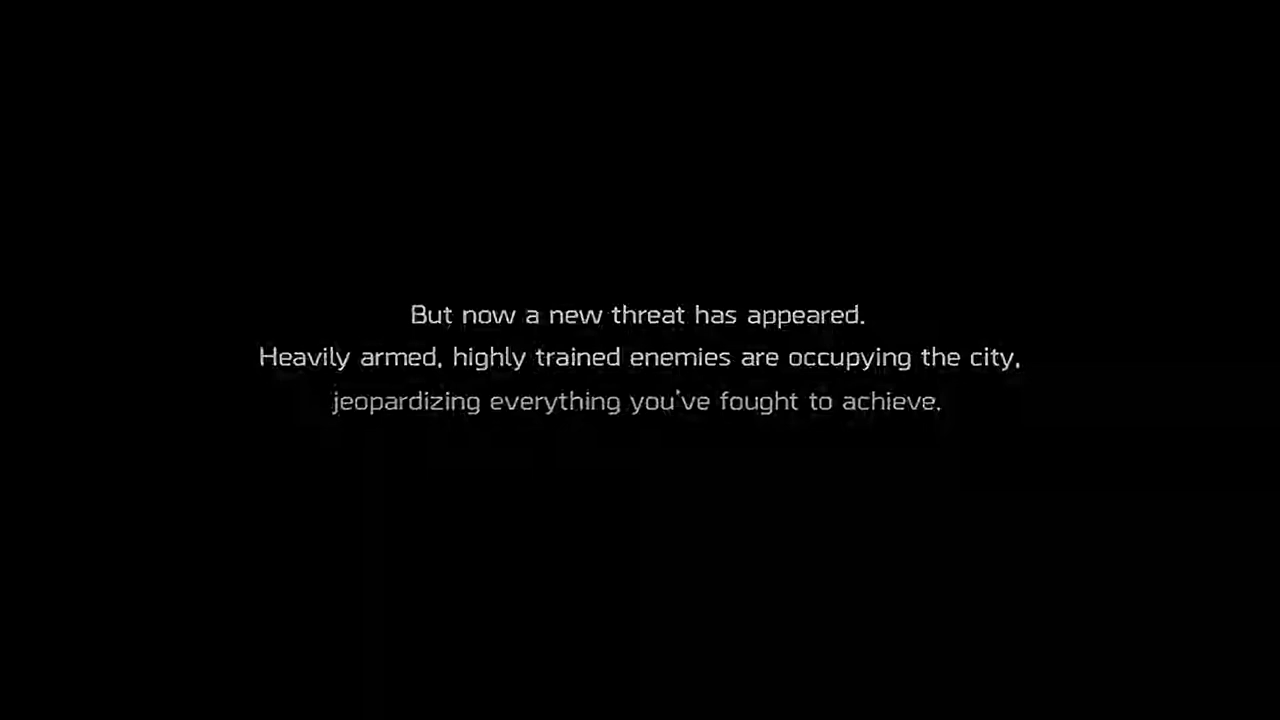 But now a new threat has appeared.
Heavily armed, highly trained enemies are occupying the city,
jeopardizing everything you've fought to achieve.